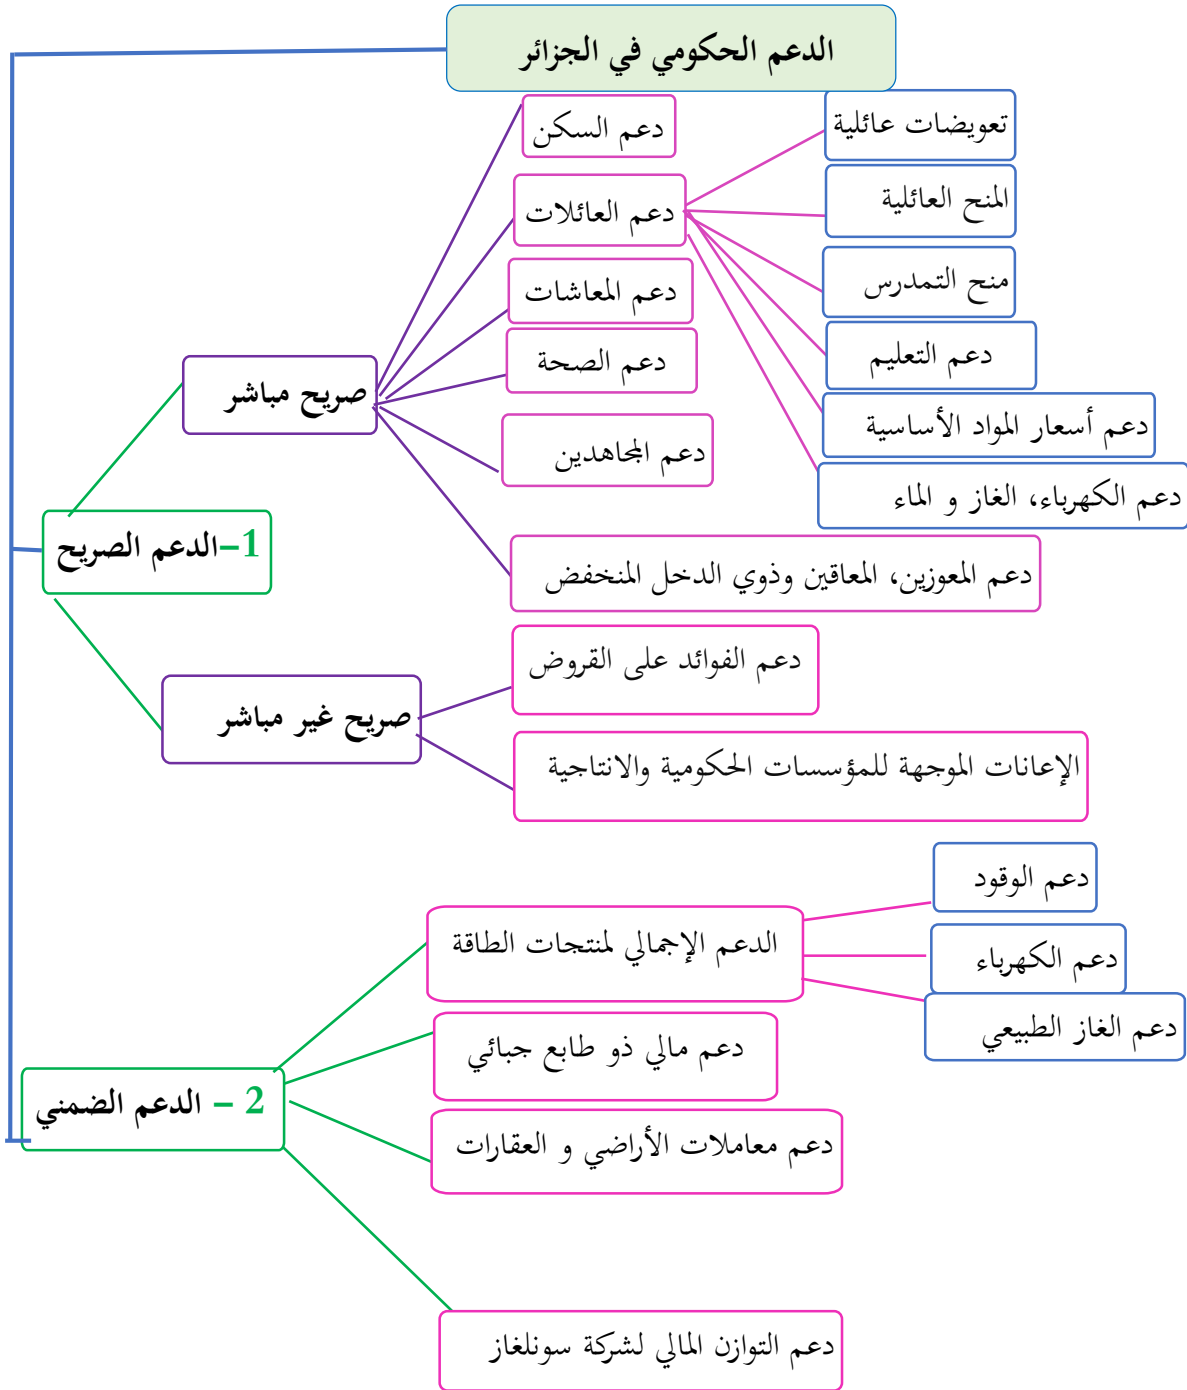 الدعم الحكومي في الجزائر
1-الدعم الصريح
صريح مباشر
دعم السكن
دعم العائلات
تعويضات عائلية
المنح العائلية
منح التمدرس
دعم التعليم
دعم أسعار المواد الأساسية
دعم الكهرباء، الغاز و الماء
دعم المعاشات
دعم الصحة
دعم المجاهدين
دعم المعوزين، المعاقين وذوي الدخل المنخفض
صريح غير مباشر
دعم الفوائد على القروض
الإعانات الموجهة للمؤسسات الحكومية والانتاجية
2 - الدعم الضمني
الدعم الإجمالي لمنتجات الطاقة
دعم الوقود
دعم الكهرباء
دعم الغاز الطبيعي
دعم مالي ذو طابع جبائي
دعم معاملات الأراضي و العقارات
دعم التوازن المالي لشركة سونلغاز